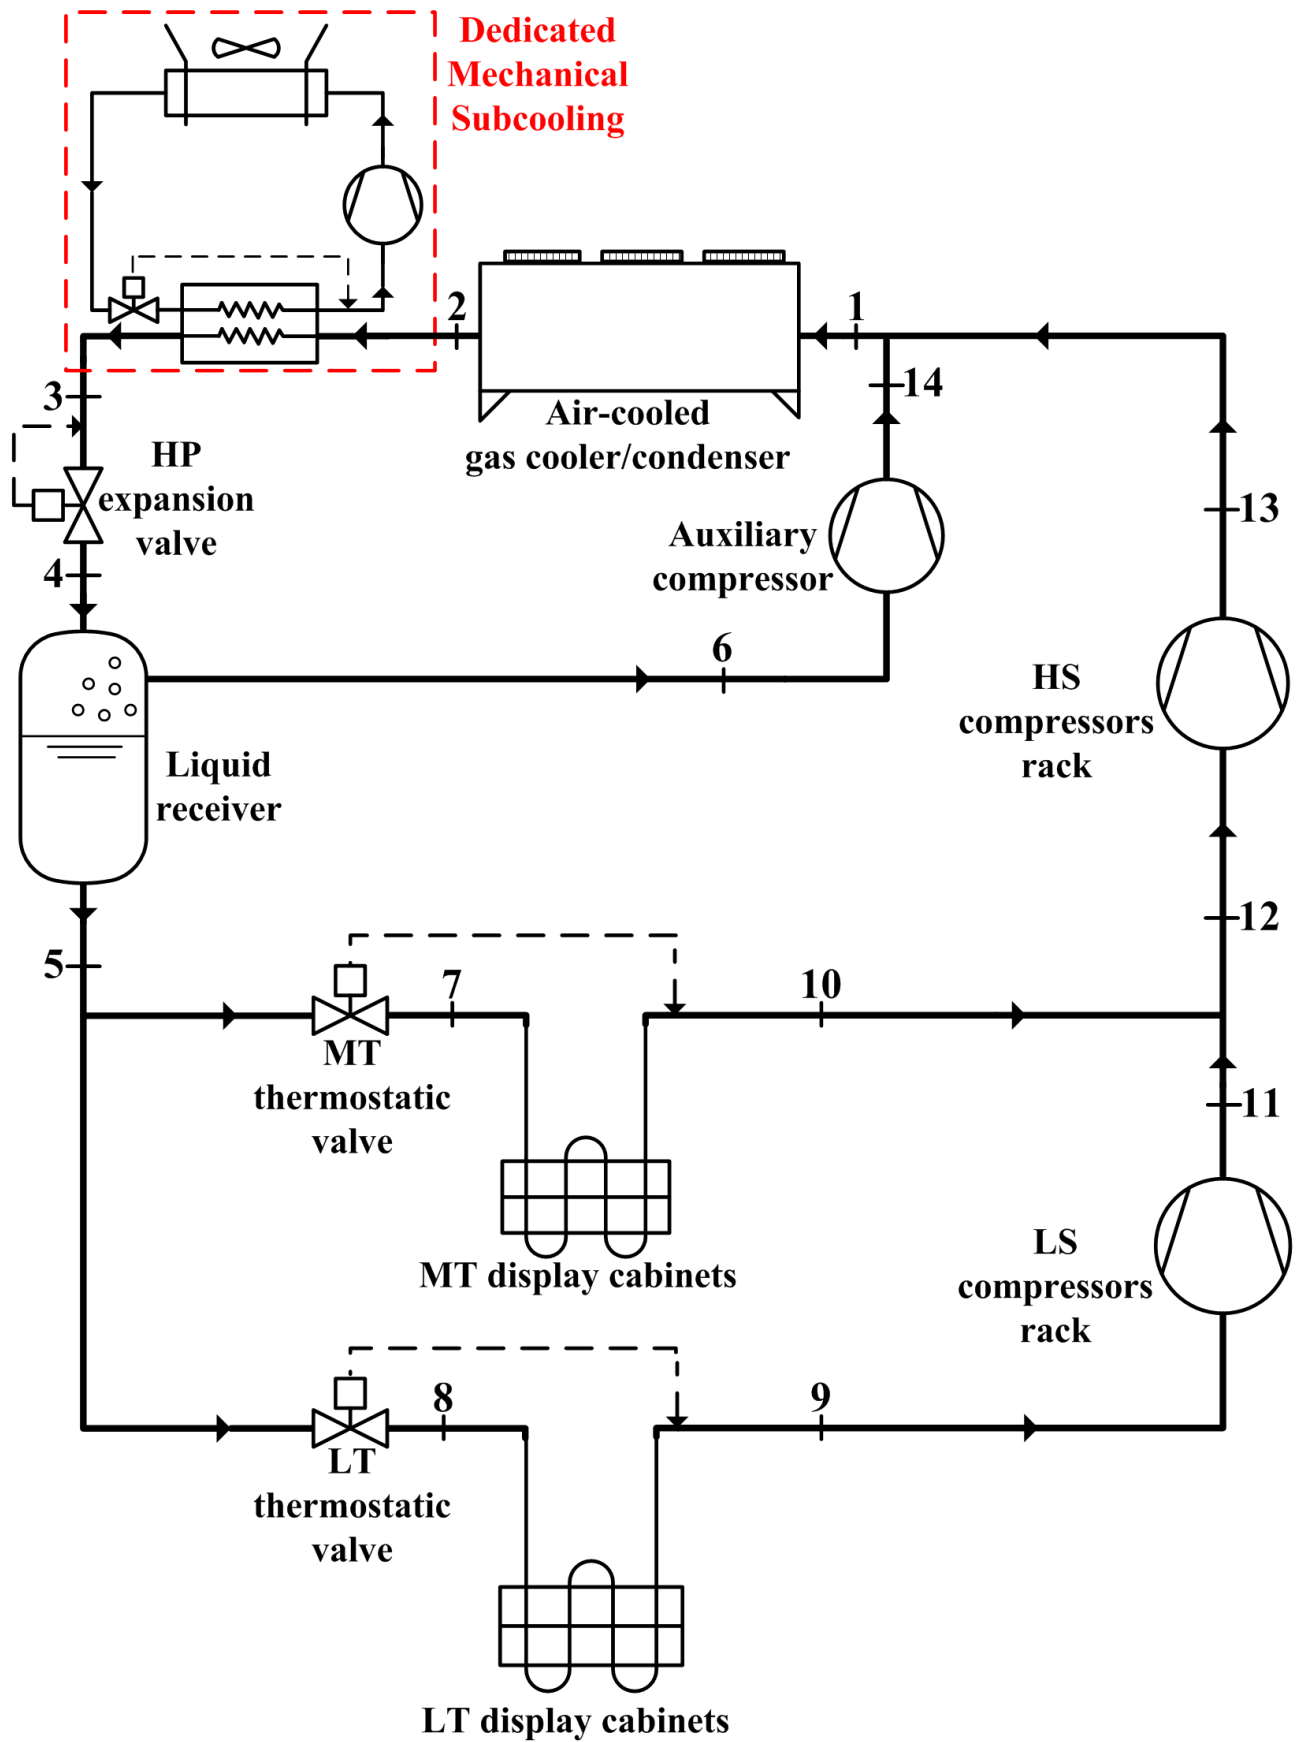 Dedicated
Mechanical
Subcooling
2
1
3
14
Air-cooled
gas cooler/condenser
HP
expansion
valve
13
Auxiliary
compressor
4
6
HS
compressors
rack
Liquid
receiver
12
5
7
10
MT
thermostatic
valve
11
LS
compressors
rack
MT display cabinets
8
9
LT
thermostatic
valve
LT display cabinets